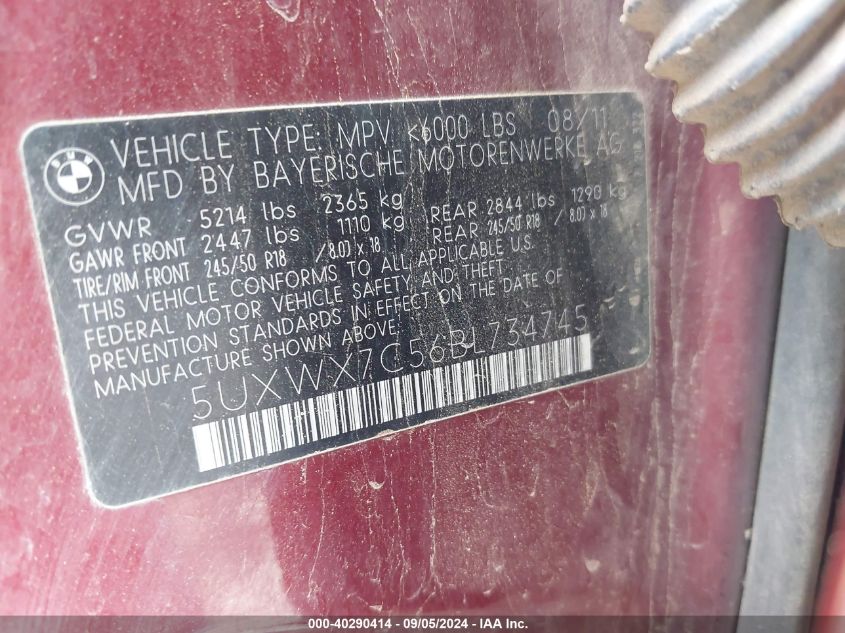 BMW
VEHICLE TYPE: MPV <6000 LBS 08/11
MFD BY BAYERISCHE MOTORENWERKE AG
GVWR 5214 lbs 2365 kg
GAWR FRONT 2447 lbs 1110 kg REAR 2844 lbs 1290 kg
TIRE/RIM FRONT 245/50 R18 /8.0J x 18 REAR 245/50 R18 / 8.0J x 18
THIS VEHICLE CONFORMS TO ALL APPLICABLE U.S.
FEDERAL MOTOR VEHICLE SAFETY AND THEFT
PREVENTION STANDARDS IN EFFECT ON THE DATE OF
MANUFACTURE SHOWN ABOVE.
5UXWX7C56BL734745
000-40290414 - 09/05/2024 - IAA Inc.